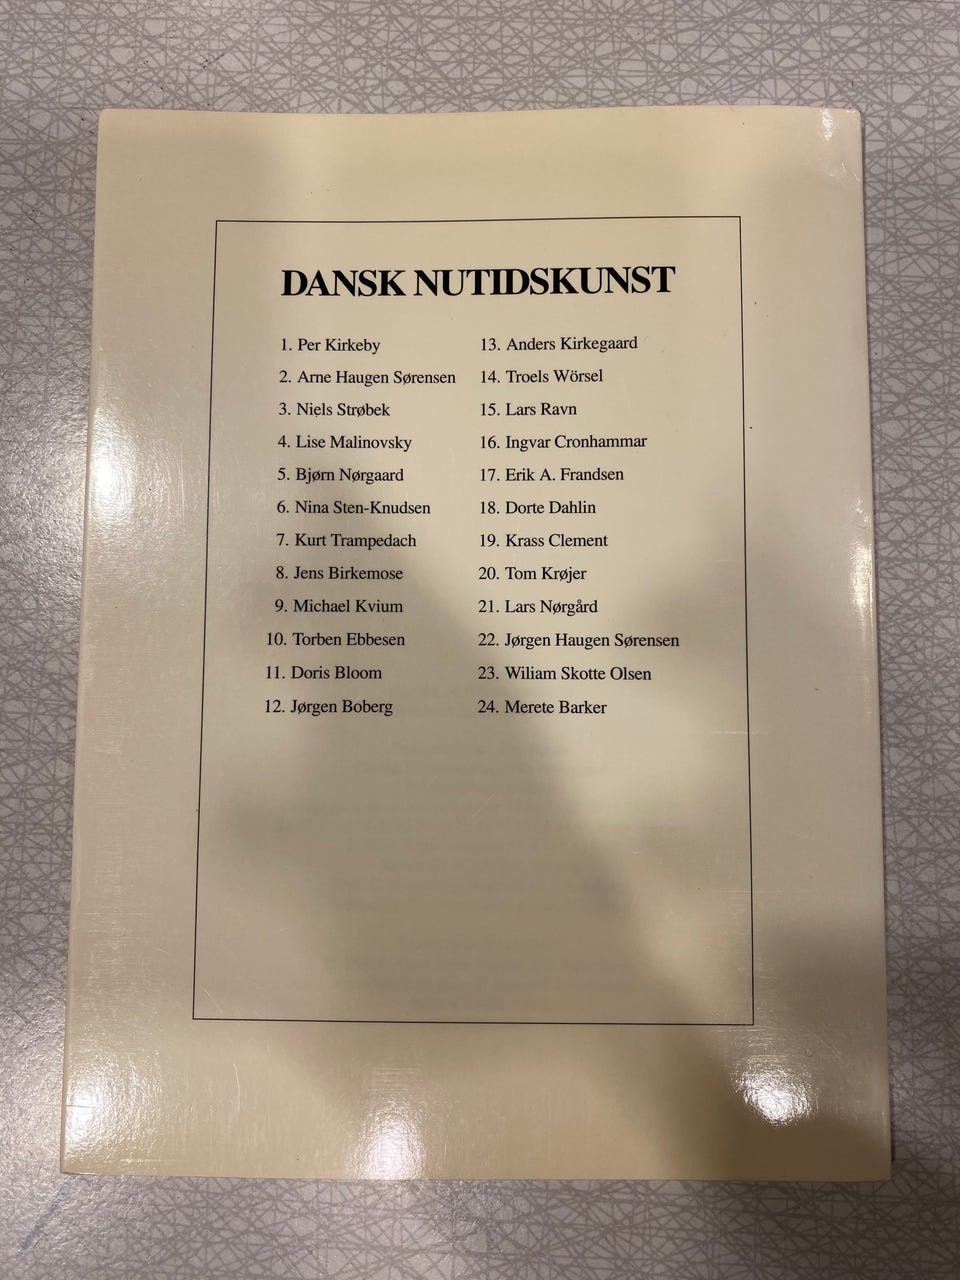 DANSK NUTIDSKUNST
1. Per Kirkeby
2. Arne Haugen Sørensen
3. Niels Strøbek
4. Lise Malinovsky
5. Bjørn Nørgaard
6. Nina Sten-Knudsen
7. Kurt Trampedach
8. Jens Birkemose
9. Michael Kvium
10. Torben Ebbesen
11. Doris Bloom
12. Jørgen Boberg
13. Anders Kirkegaard
14. Troels Wörsel
15. Lars Ravn
16. Ingvar Cronhammar
17. Erik A. Frandsen
18. Dorte Dahlin
19. Krass Clement
20. Tom Krøjer
21. Lars Nørgård
22. Jørgen Haugen Sørensen
23. Wiliam Skotte Olsen
24. Merete Barker